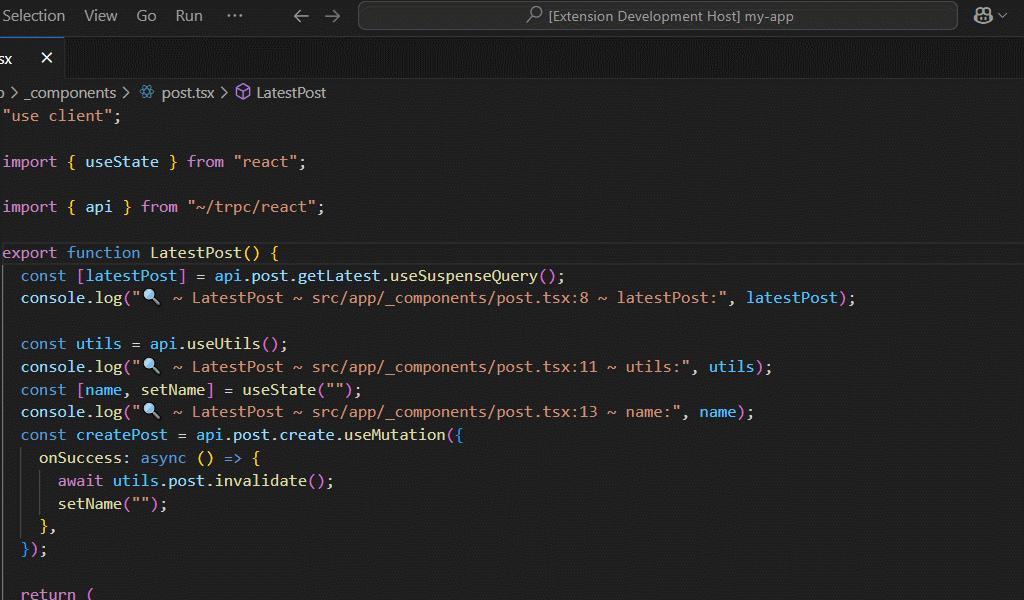 Selection View Go Run ··· ← → [Extension Development Host] my-app
sx ×
> _components > post.tsx > LatestPost
"use client";
import { useState } from "react";
import { api } from "~/trpc/react";
export function LatestPost() {
const [latestPost] = api.post.getLatest.useSuspenseQuery();
console.log("🔍 ~ LatestPost ~ src/app/_components/post.tsx:8 ~ latestPost:", latestPost);
const utils = api.useUtils();
console.log("🔍 ~ LatestPost ~ src/app/_components/post.tsx:11 ~ utils:", utils);
const [name, setName] = useState("");
console.log("🔍 ~ LatestPost ~ src/app/_components/post.tsx:13 ~ name:", name);
const createPost = api.post.create.useMutation({
onSuccess: async () => {
await utils.post.invalidate();
setName("");
},
});
return (